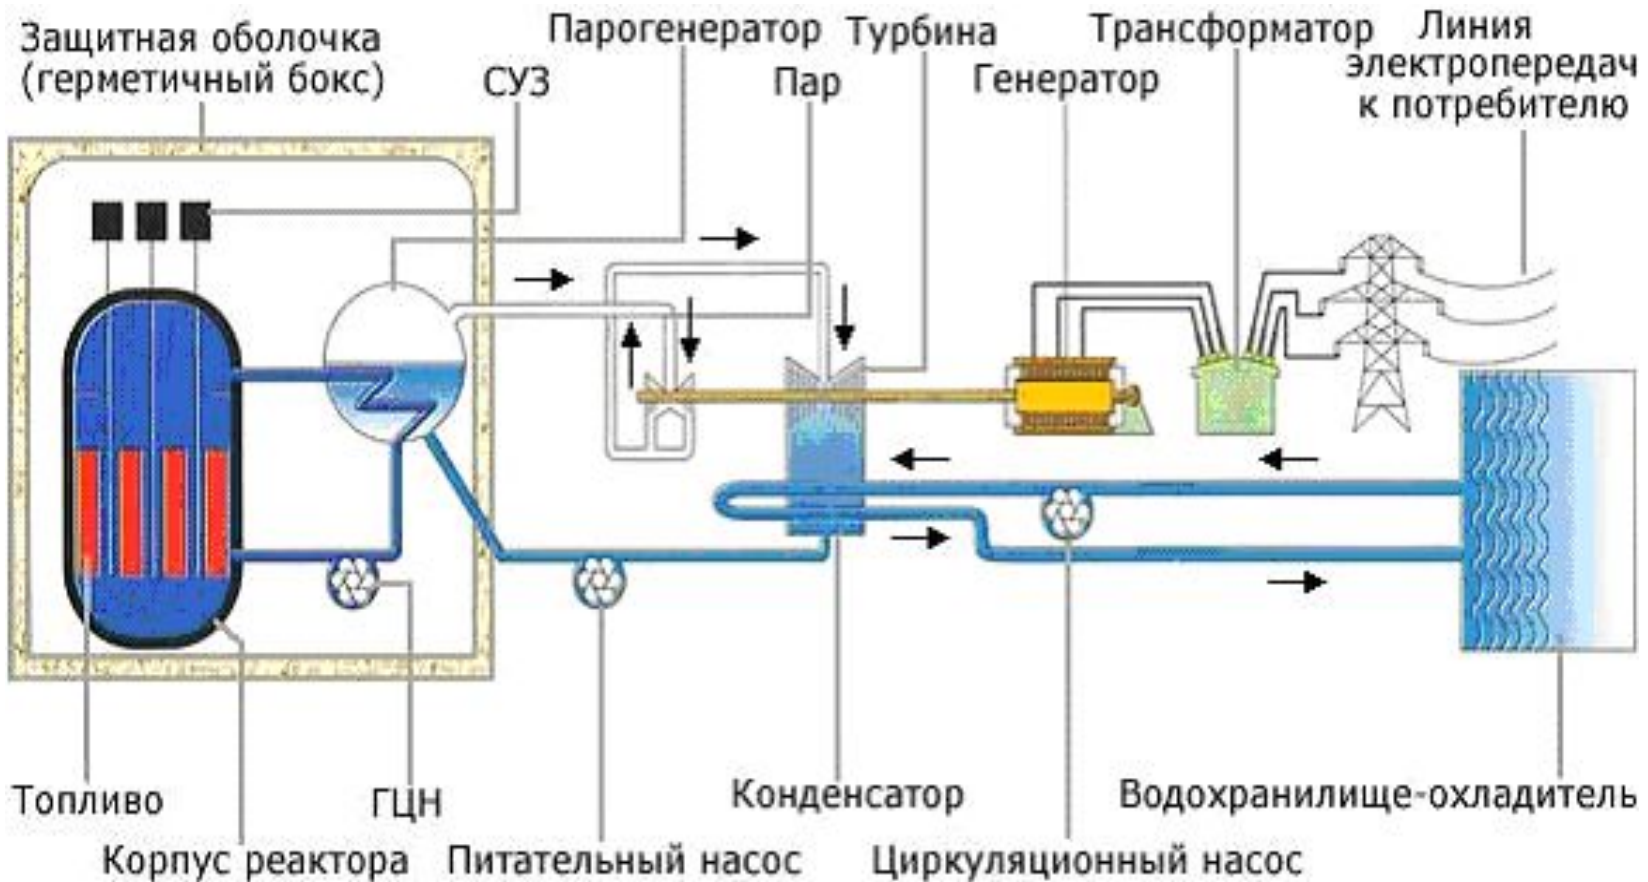 Защитная оболочка
(герметичный бокс)
СУЗ
Парогенератор
Пар
Турбина
Генератор
Трансформатор
Линия
электропередач
к потребителю
Топливо
Корпус реактора
ГЦН
Питательный насос
Конденсатор
Циркуляционный насос
Водохранилище-охладитель